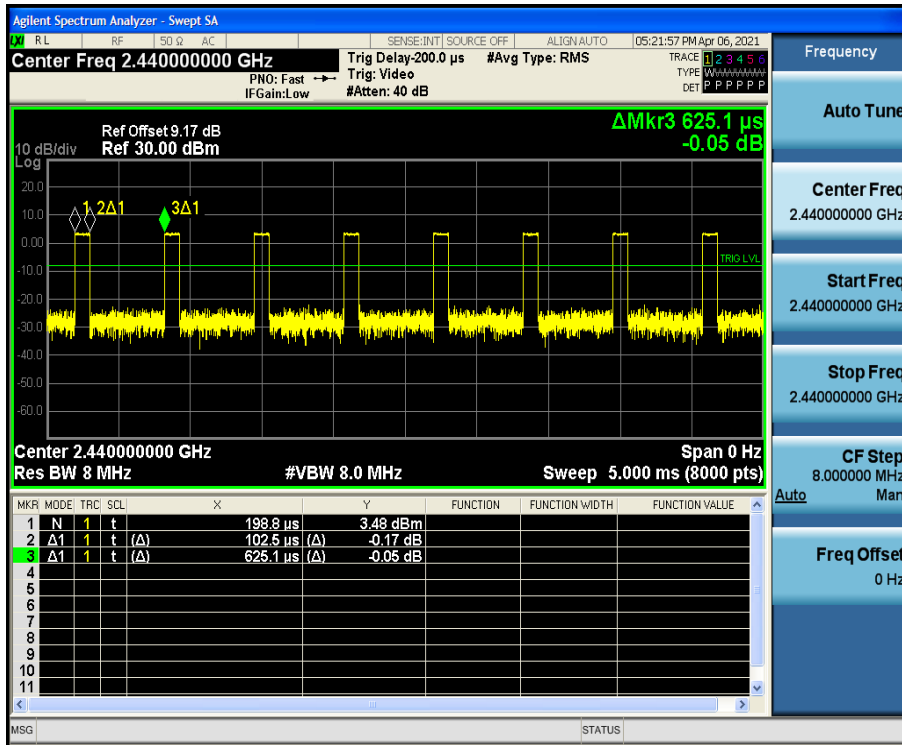 Agilent Spectrum Analyzer - Swept SA
LXI RL RF 50 Ω AC SENSE:INT SOURCE OFF ALIGN AUTO 05:21:57 PM Apr 06, 2021
Center Freq 2.440000000 GHz
PNO: Fast
IFGain:Low
Trig Delay-200.0 µs
Trig: Video
#Atten: 40 dB
#Avg Type: RMS
TRACE 1 2 3 4 5 6
TYPE WWWWWW
DET P P P P P P
ΔMkr3 625.1 µs
-0.05 dB
Ref Offset 9.17 dB
10 dB/div Ref 30.00 dBm
Log
20.0
10.0
0.00
-10.0
-20.0
-30.0
-40.0
-50.0
-60.0
1 2Δ1 3Δ1
TRIG LVL
Center 2.440000000 GHz Span 0 Hz
Res BW 8 MHz #VBW 8.0 MHz Sweep 5.000 ms (8000 pts)
MKR MODE TRC SCL X Y FUNCTION FUNCTION WIDTH FUNCTION VALUE
1 N 1 t 198.8 µs 3.48 dBm
2 Δ1 1 t (Δ) 102.5 µs (Δ) -0.17 dB
3 Δ1 1 t (Δ) 625.1 µs (Δ) -0.05 dB
4
5
6
7
8
9
10
11
MSG STATUS
Frequency
Auto Tune
Center Freq
2.440000000 GHz
Start Freq
2.440000000 GHz
Stop Freq
2.440000000 GHz
CF Step
8.000000 MHz
Auto Man
Freq Offset
0 Hz